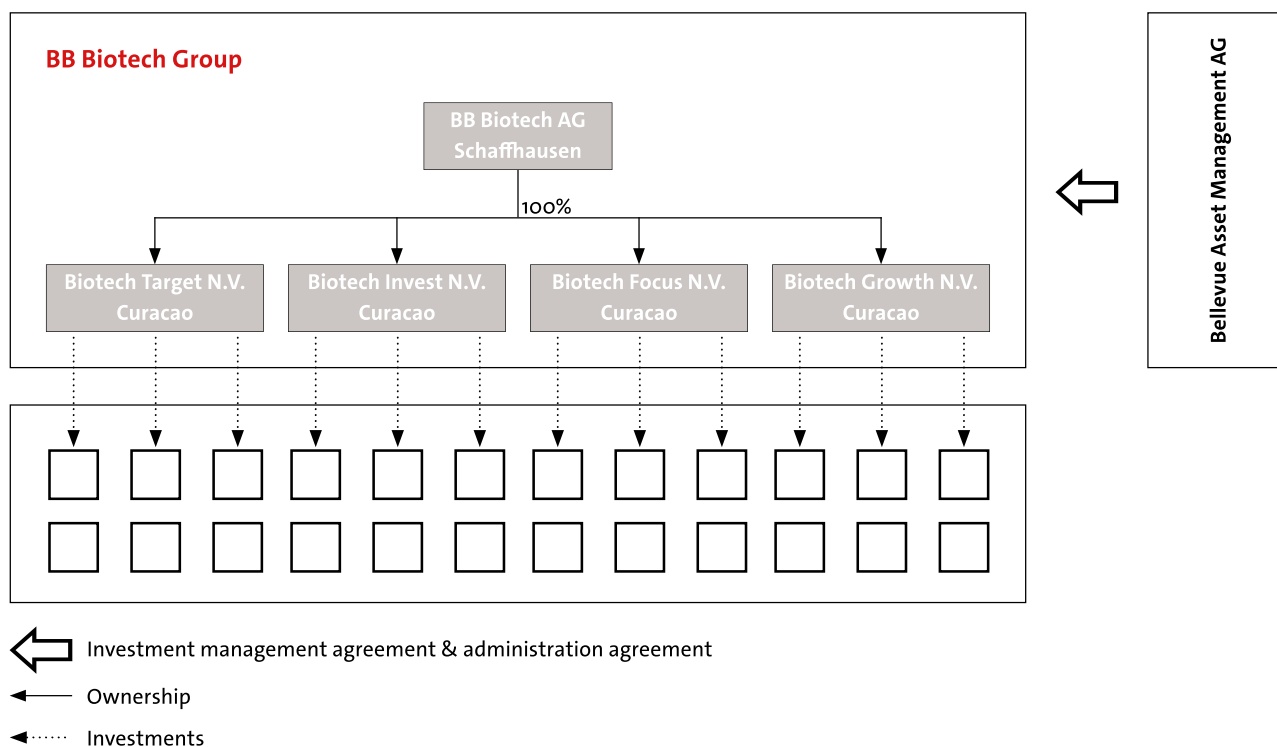 BB Biotech Group
BB Biotech AG
Schaffhausen
100%
Biotech Target N.V.
Curacao
Biotech Invest N.V.
Curacao
Biotech Focus N.V.
Curacao
Biotech Growth N.V.
Curacao
Bellevue Asset Management AG
Investment management agreement & administration agreement
Ownership
Investments